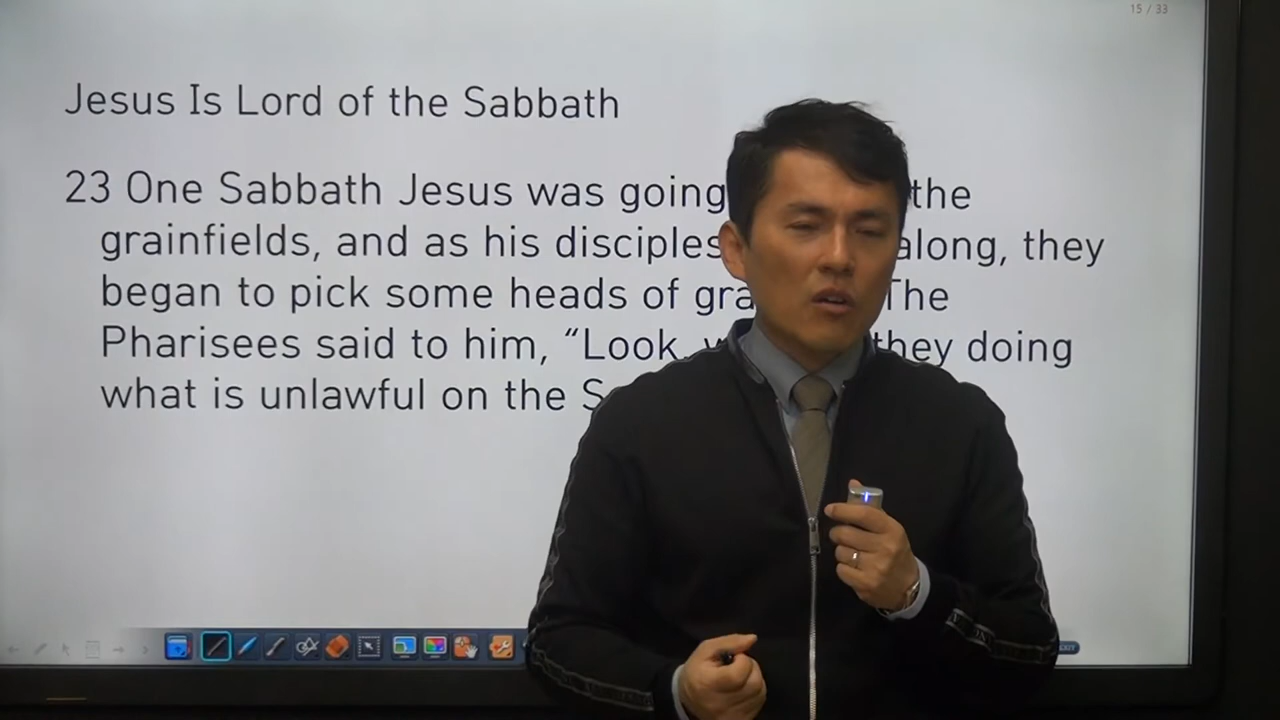 15 / 33
Jesus Is Lord of the Sabbath
23 One Sabbath Jesus was going the
grainfields, and as his disciples along, they
began to pick some heads of The
Pharisees said to him, “Look, they doing
what is unlawful on the